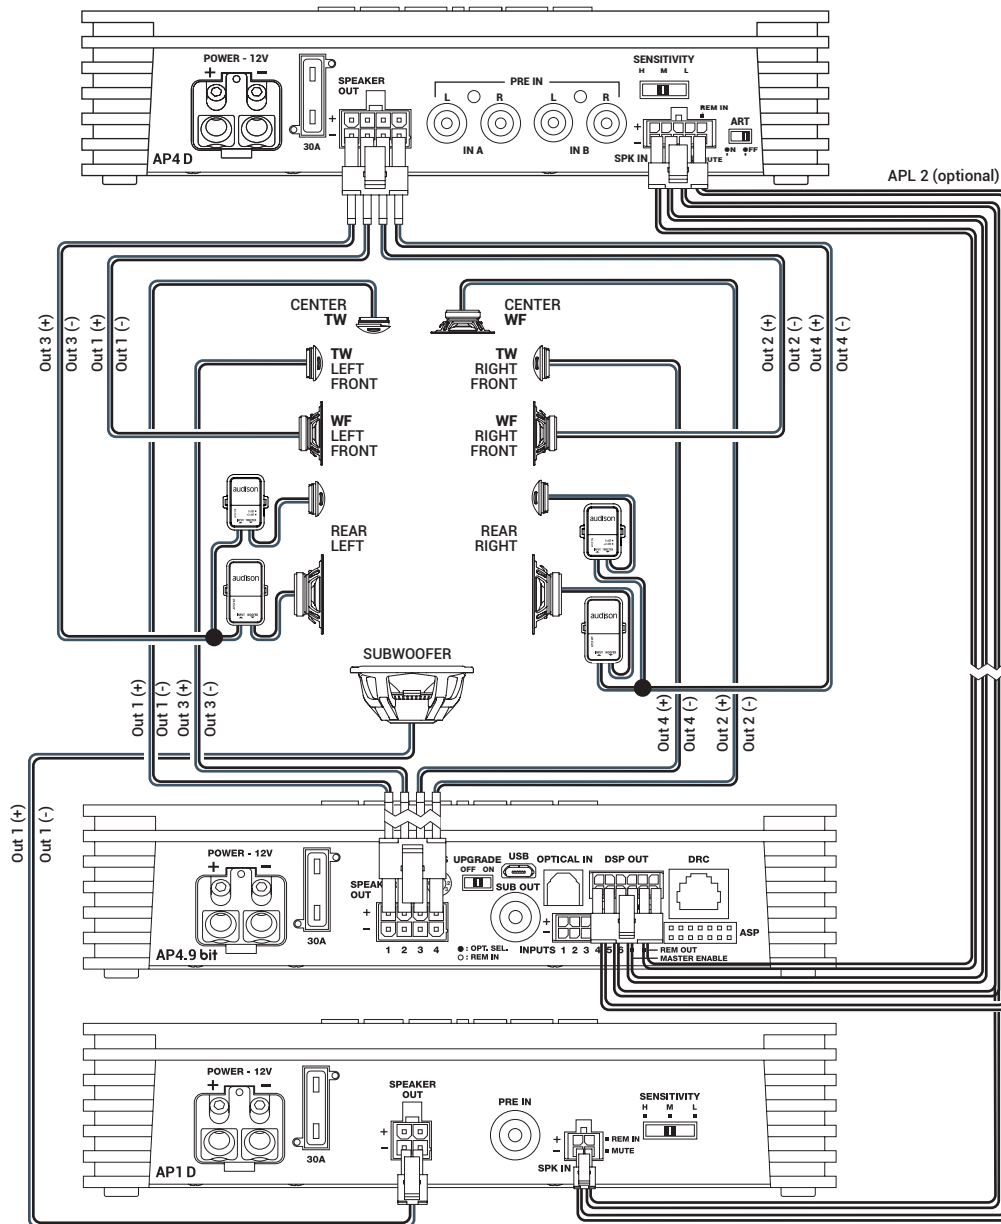 POWER - 12V
+ -
30A
SPEAKER
OUT
+
-
PRE IN
L R L R
IN A IN B
SENSITIVITY
H M L
REM IN
+
-
SPK IN
ART
ON OFF
AP4 D
APL 2 (optional)
Out 3 (+)
Out 3 (-)
Out 1 (+)
Out 1 (-)
CENTER
TW
CENTER
WF
TW
LEFT
FRONT
TW
RIGHT
FRONT
WF
LEFT
FRONT
WF
RIGHT
FRONT
Out 2 (+)
Out 2 (-)
Out 4 (+)
Out 4 (-)
audison
audison
REAR
LEFT
REAR
RIGHT
audison
audison
SUBWOOFER
Out 1 (+)
Out 1 (-)
Out 3 (+)
Out 3 (-)
Out 4 (+)
Out 4 (-)
Out 2 (+)
Out 2 (-)
Out 1 (+)
Out 1 (-)
POWER - 12V
+ -
30A
OUT
+
-
1 2 3 4
UPGRADE
OFF ON
USB
OPTICAL IN
DSP OUT
DRC
SUB OUT
+
-
ASP
● : OPT. SEL.
○ : REM IN
INPUTS 1 2 3 4 5 6
REM OUT
MASTER ENABLE
AP4.9 bit
POWER - 12V
+ -
30A
SPEAKER
OUT
+
-
PRE IN
+
-
SPK IN
REM IN
MUTE
SENSITIVITY
H M L
AP1 D